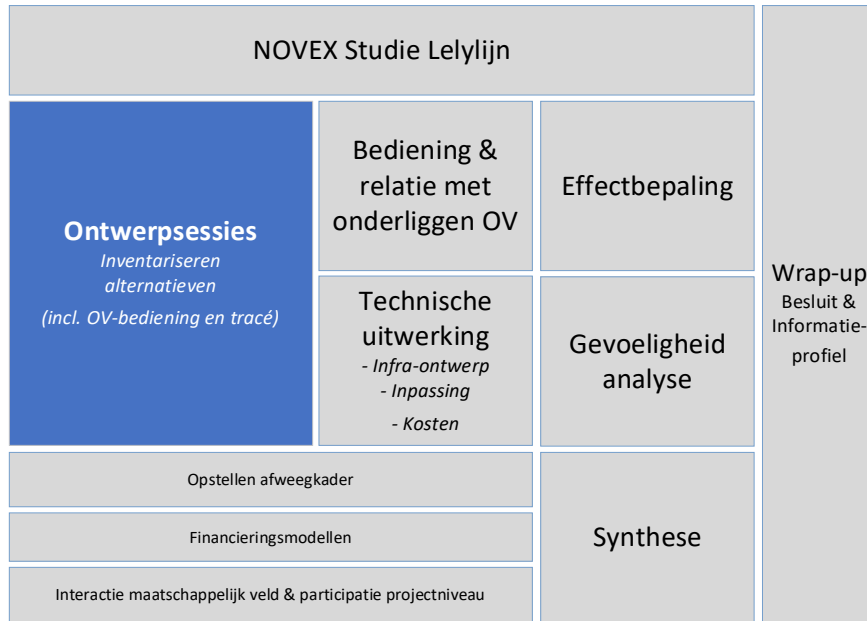 NOVEX Studie Lelylijn
Ontwerpsessies
Inventariseren
alternatieven
(incl. OV-bediening en tracé)
Bediening &
relatie met
onderliggen OV
Effectbepaling
Technische
uitwerking
- Infra-ontwerp
- Inpassing
- Kosten
Gevoeligheid
analyse
Opstellen afweegkader
Financieringsmodellen
Interactie maatschappelijk veld & participatie projectniveau
Synthese
Wrap-up
Besluit &
Informatie-
profiel